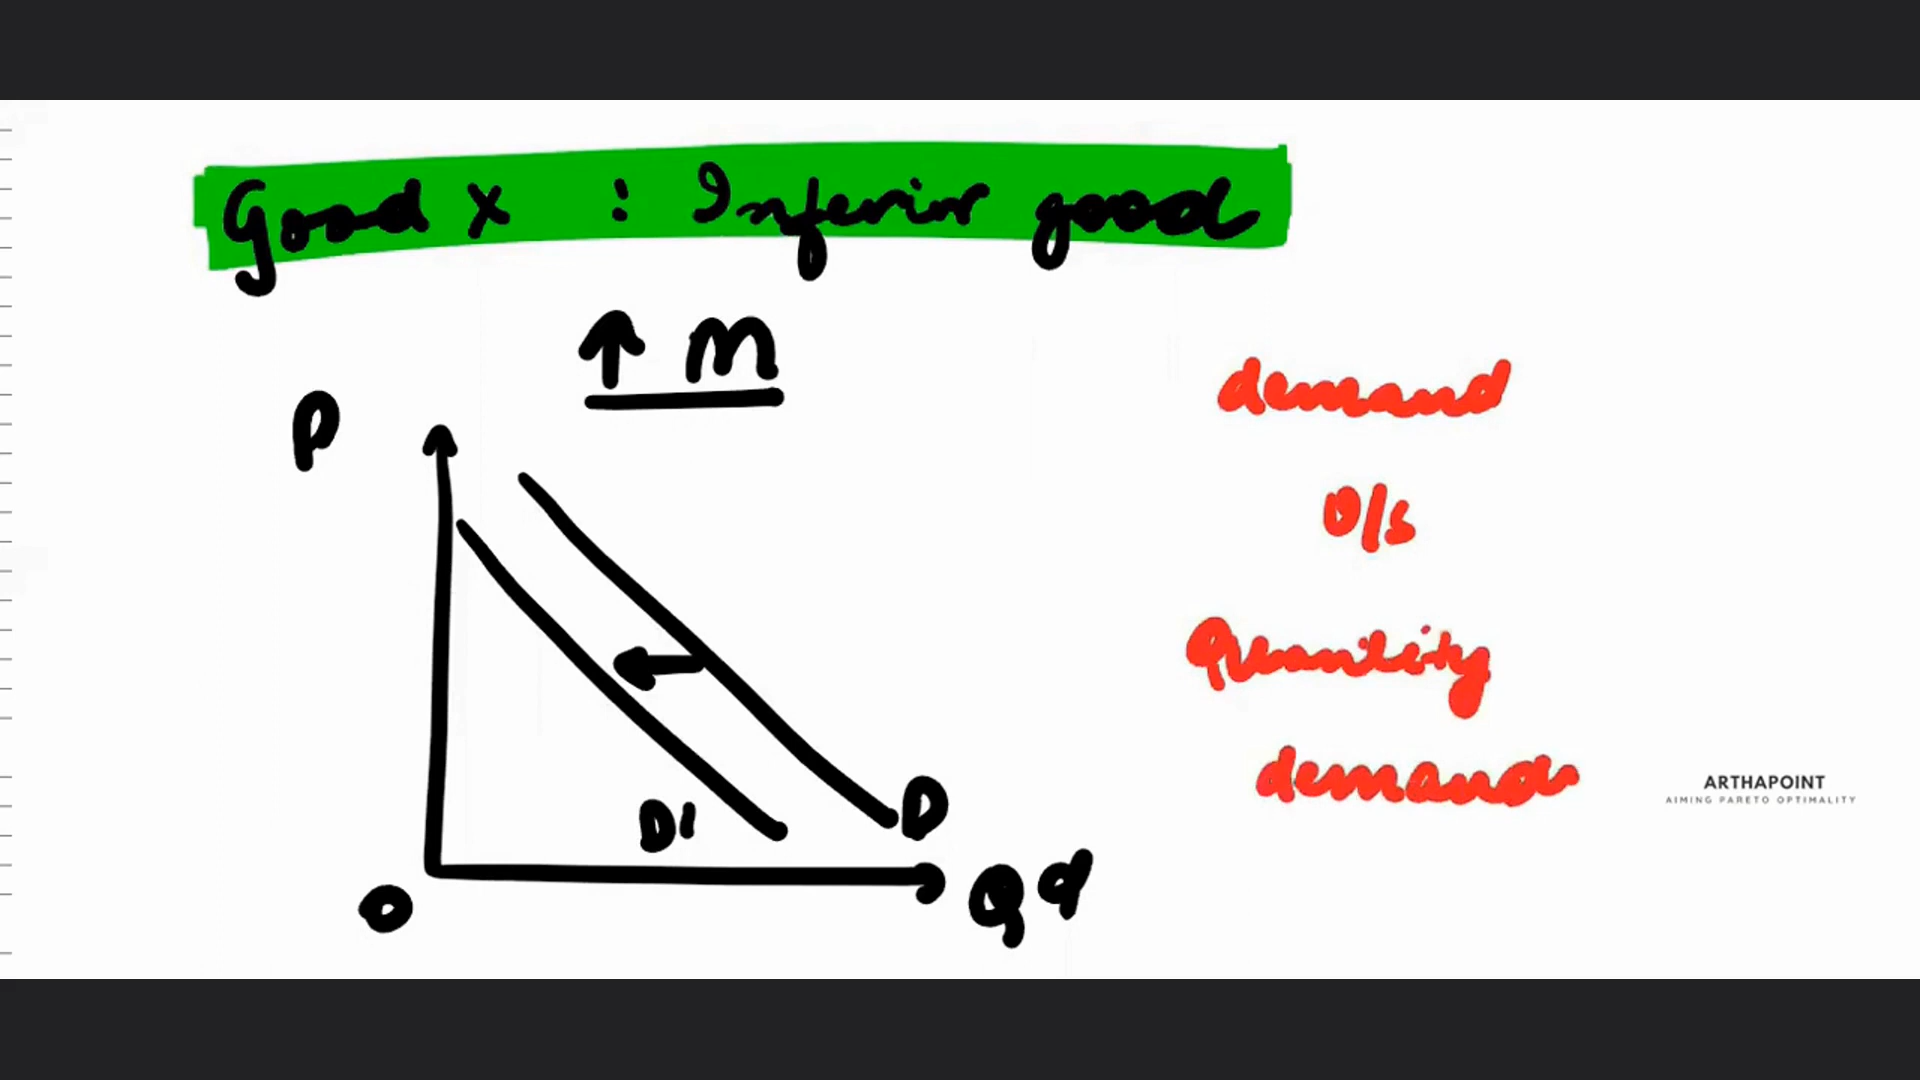 Good X : Inferior good
↑ M
P
demand
D/s
Quantity
demand
D1
D
O
Qd
ARTHAPOINT
AIMING PARETO OPTIMALITY